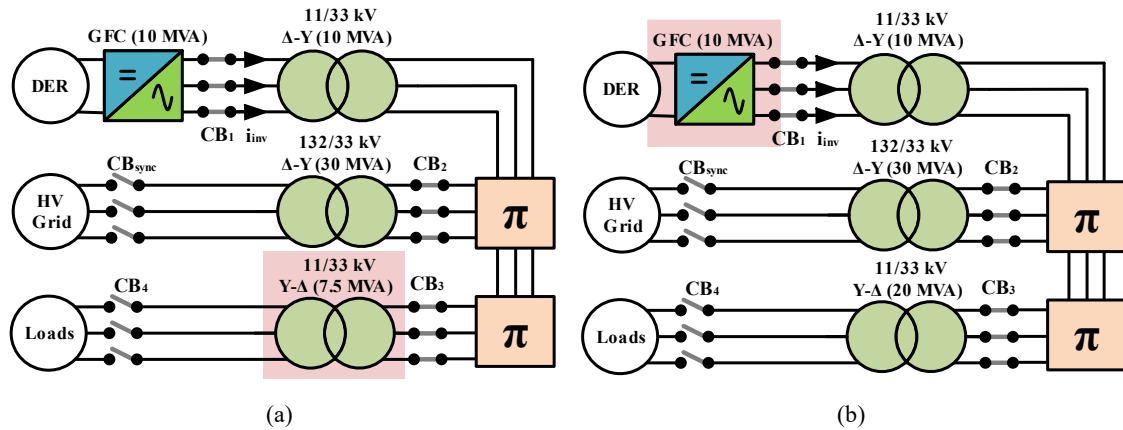 11/33 kV
GFC (10 MVA)
Δ-Y (10 MVA)
DER
=
CB₁
iinv
132/33 kV
CBsync
Δ-Y (30 MVA)
CB₂
HV
Grid
π
11/33 kV
CB₄
Y-Δ (7.5 MVA)
CB₃
Loads
π
(a)
11/33 kV
GFC (10 MVA)
Δ-Y (10 MVA)
DER
=
CB₁
iinv
132/33 kV
CBsync
Δ-Y (30 MVA)
CB₂
HV
Grid
π
11/33 kV
CB₄
Y-Δ (20 MVA)
CB₃
Loads
π
(b)